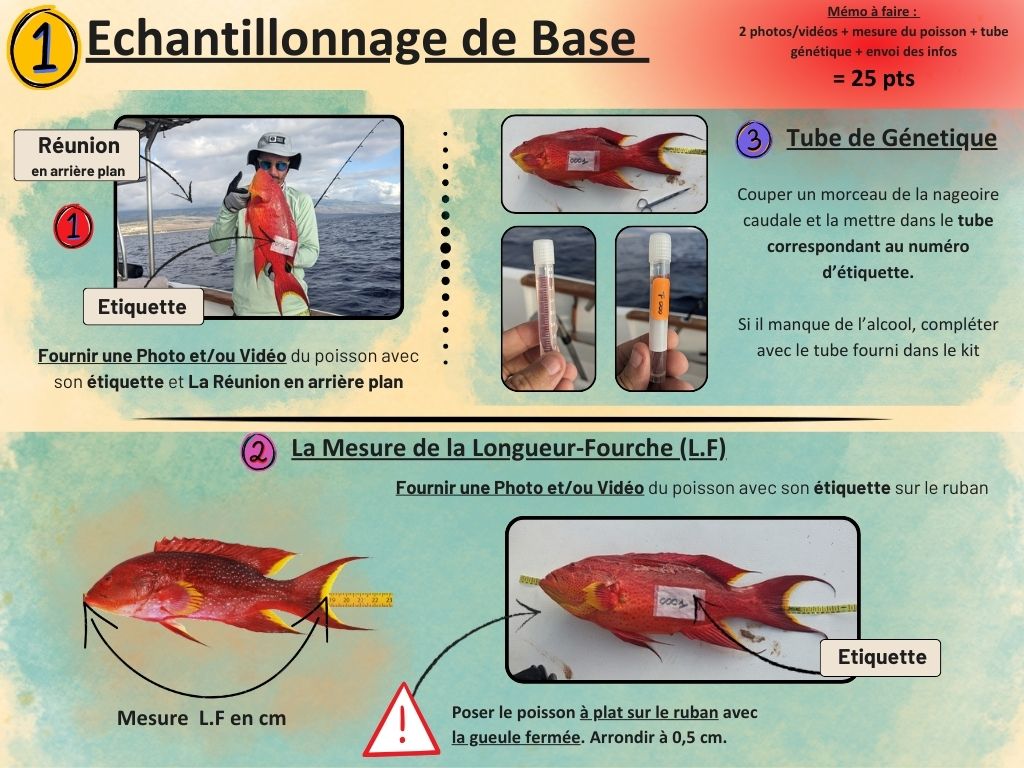 1 Echantillonnage de Base
Mémo à faire :
2 photos/vidéos + mesure du poisson + tube
génétique + envoi des infos
= 25 pts
Réunion
en arrière plan
1
Etiquette
Fournir une Photo et/ou Vidéo du poisson avec
son étiquette et La Réunion en arrière plan
F000
3 Tube de Génetique
Couper un morceau de la nageoire
caudale et la mettre dans le tube
correspondant au numéro
d’étiquette.
Si il manque de l’alcool, compléter
avec le tube fourni dans le kit
2 La Mesure de la Longueur-Fourche (L.F)
Fournir une Photo et/ou Vidéo du poisson avec son étiquette sur le ruban
Mesure L.F en cm
F000
Etiquette
!
Poser le poisson à plat sur le ruban avec
la gueule fermée. Arrondir à 0,5 cm.